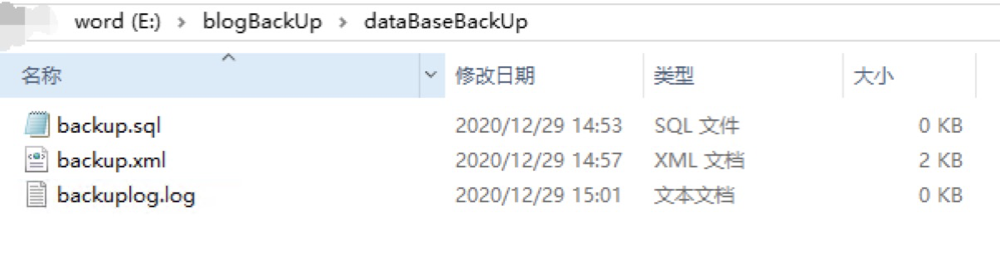 word (E:) › blogBackUp › dataBaseBackUp
名称 修改日期 类型 大小
backup.sql 2020/12/29 14:53 SQL 文件 0 KB
backup.xml 2020/12/29 14:57 XML 文档 2 KB
backuplog.log 2020/12/29 15:01 文本文档 0 KB